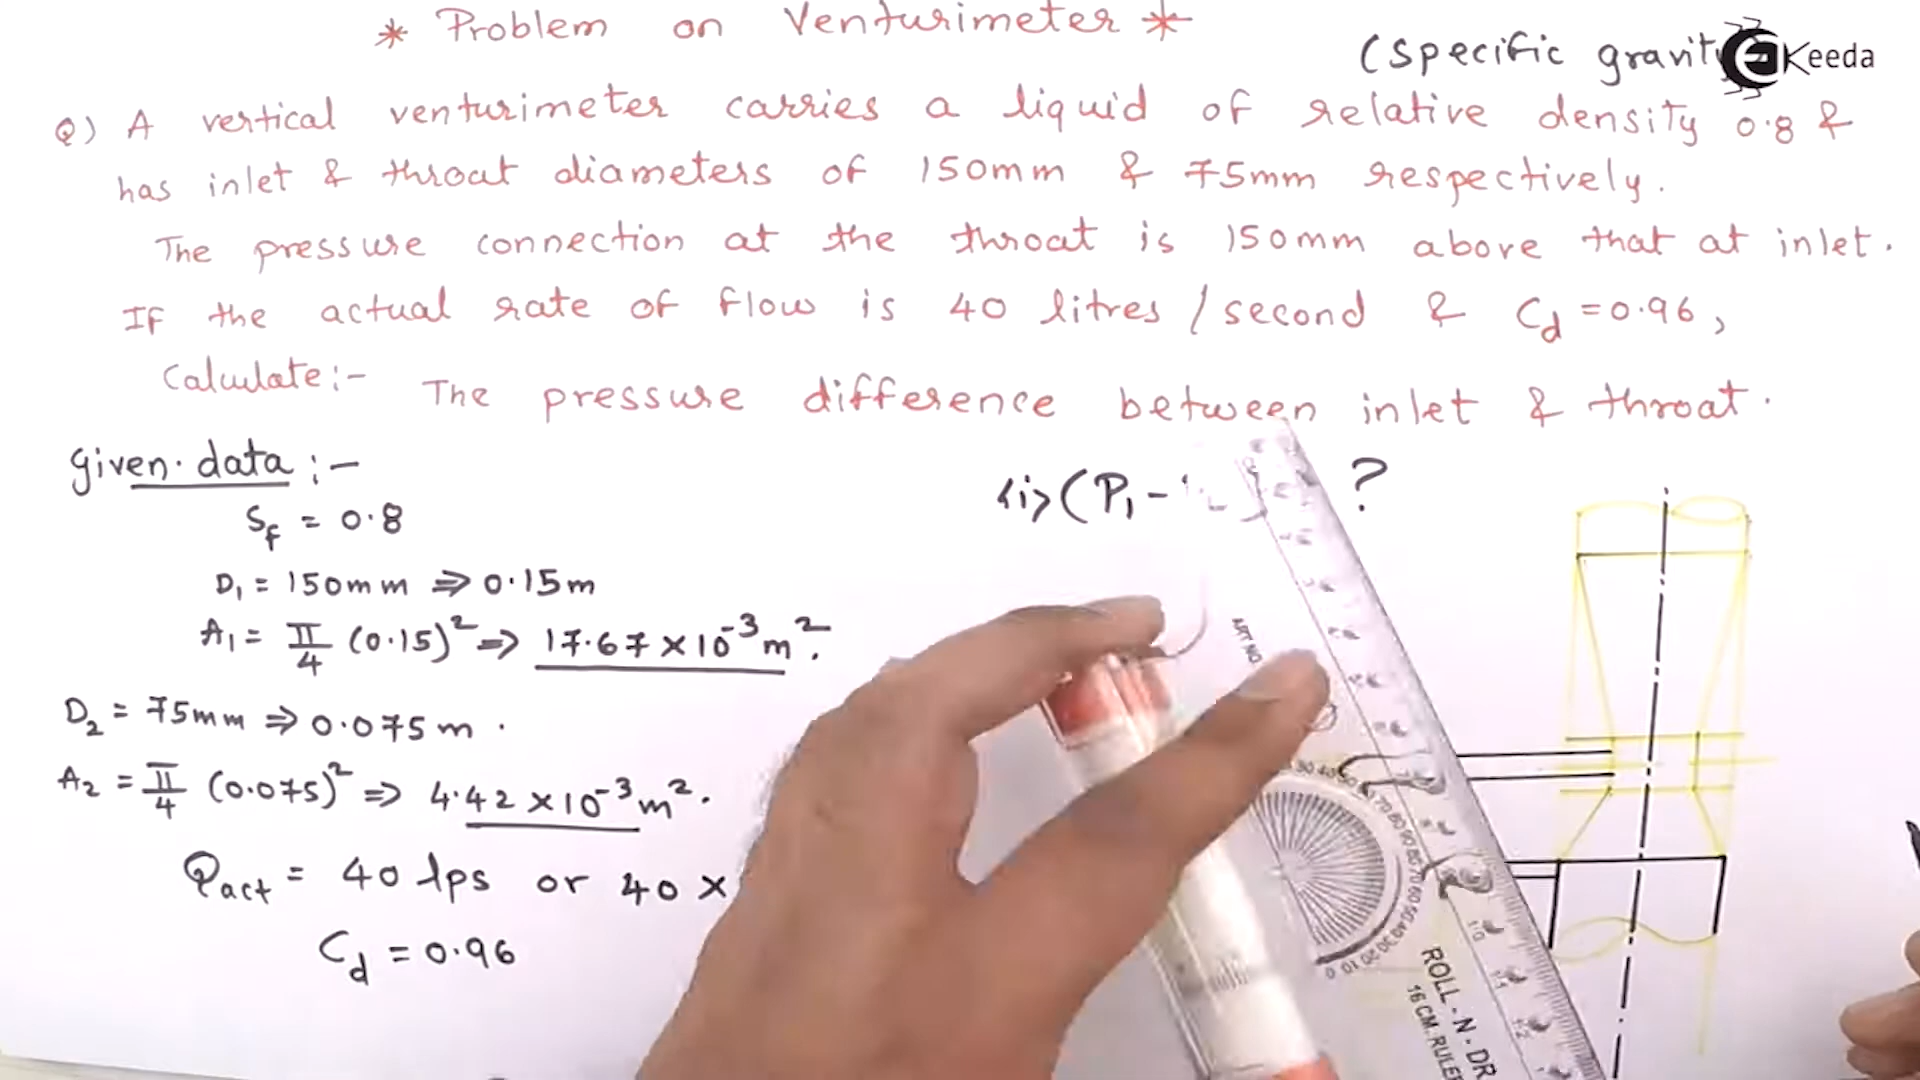 * Problem on Venturimeter *
(specific gravit
Keeda
Q) A vertical venturimeter carries a liquid of relative density 0.8 &
has inlet & throat diameters of 150mm & 75mm respectively.
The pressure connection at the throat is 150mm above that at inlet.
If the actual rate of flow is 40 litres / second & Cd = 0.96,
Calculate:- The pressure difference between inlet & throat.
given data :-
Sf = 0.8
<i> (P1 - ?
D1 = 150mm ⇒ 0.15m
A1 = π/4 (0.15)² ⇒ 17.67 × 10⁻³ m².
D2 = 75mm ⇒ 0.075m.
A2 = π/4 (0.075)² ⇒ 4.42 × 10⁻³ m².
Qact = 40 lps or 40 ×
Cd = 0.96
ART NO
ROLL-N-DR
16 CM. RULE